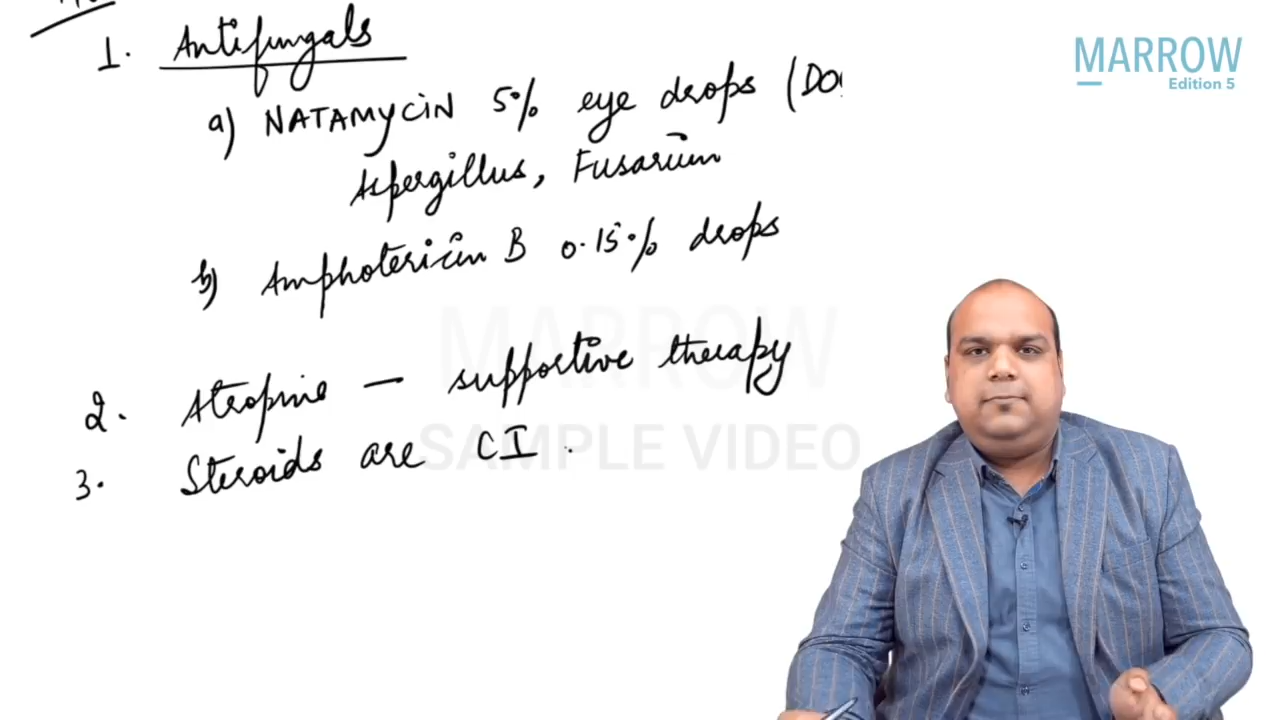 1. Antifungals
MARROW
Edition 5
a) NATAMYCIN 5% eye drops (DO
Aspergillus, Fusarium
b) Amphotericin B 0.15% drops
MARROW
2. Atropine – supportive therapy
SAMPLE VIDEO
3. Steroids are CI.